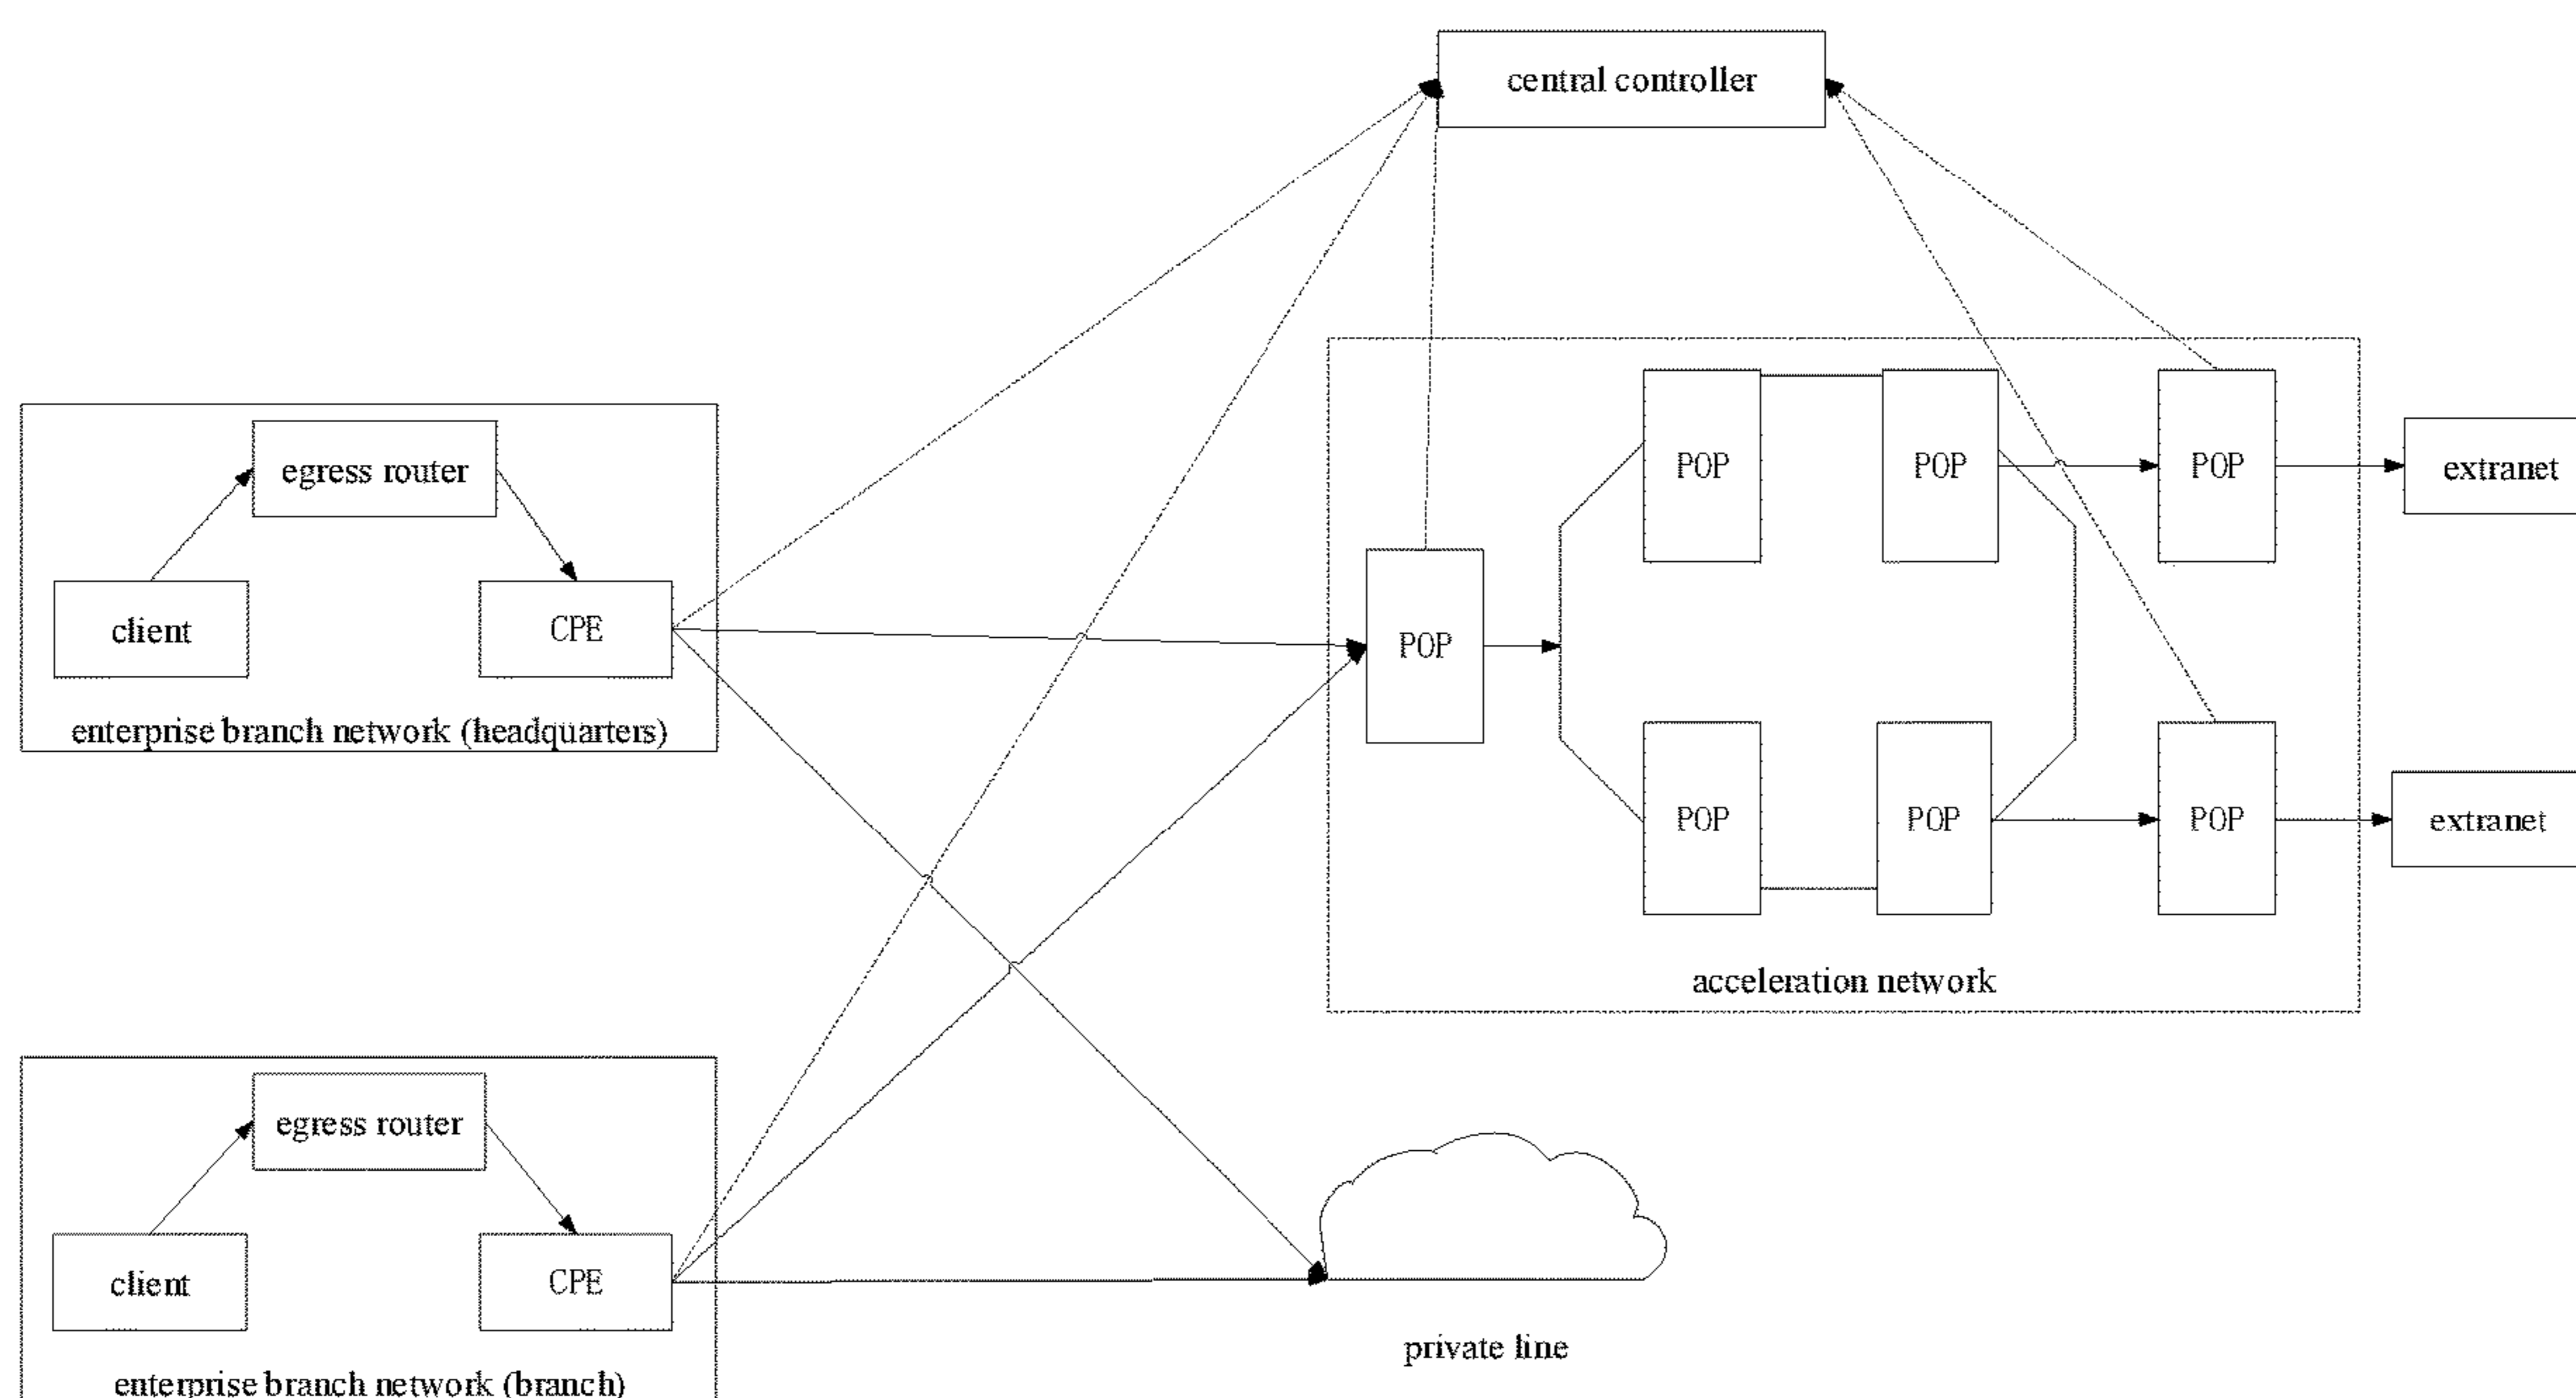 central controller
egress router
client
CPE
enterprise branch network (headquarters)
POP
POP
POP
POP
extranet
POP
POP
POP
extranet
acceleration network
egress router
client
CPE
enterprise branch network (branch)
private line